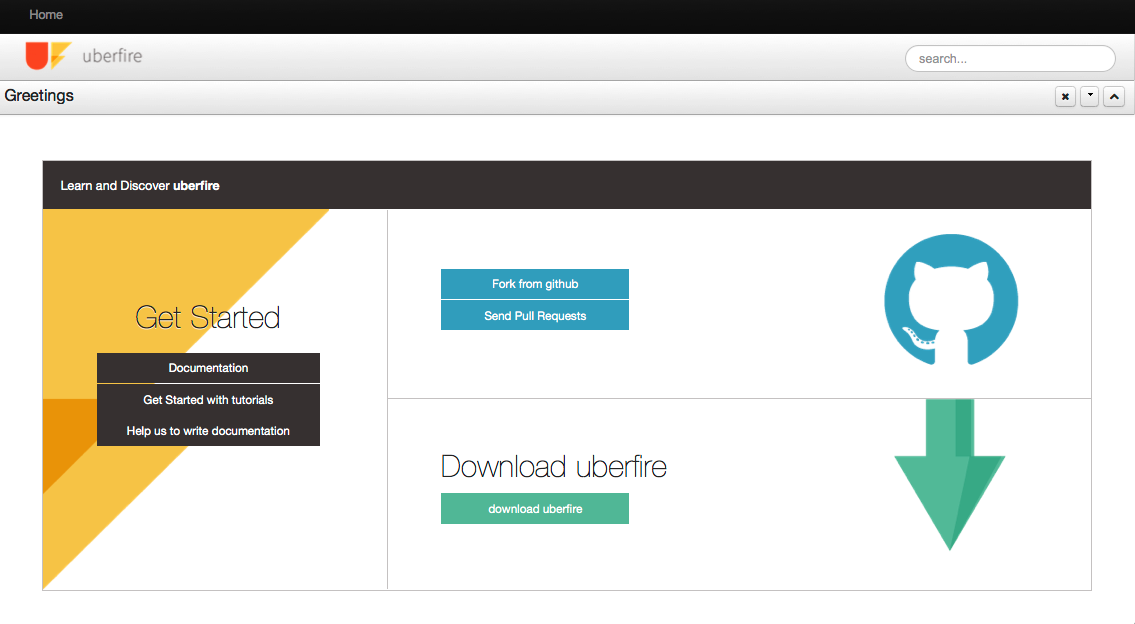 Home
uberfire
search...
Greetings
Learn and Discover uberfire
Get Started
Documentation
Get Started with tutorials
Help us to write documentation
Fork from github
Send Pull Requests
Download uberfire
download uberfire